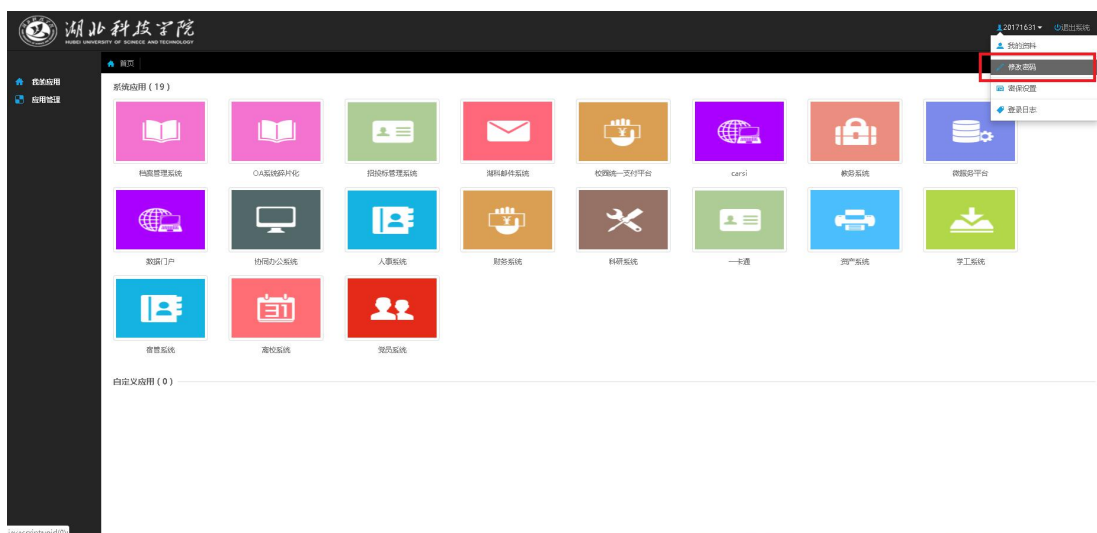 湖北科技学院
HUBEI UNIVERSITY OF SCINECE AND TECHNOLOGY
20171631
退出系统
我的资料
修改密码
密保设置
登录日志
首页
我的应用
应用管理
系统应用 ( 19 )
档案管理系统 OA系统碎片化 招投标管理系统 湖科邮件系统 校园统一支付平台 carsi 教务系统 微服务平台
数据门户 协同办公系统 人事系统 财务系统 科研系统 一卡通 资产系统 学工系统
31
宿管系统 离校系统 党员系统
自定义应用 ( 0 )
javascript:void(0);